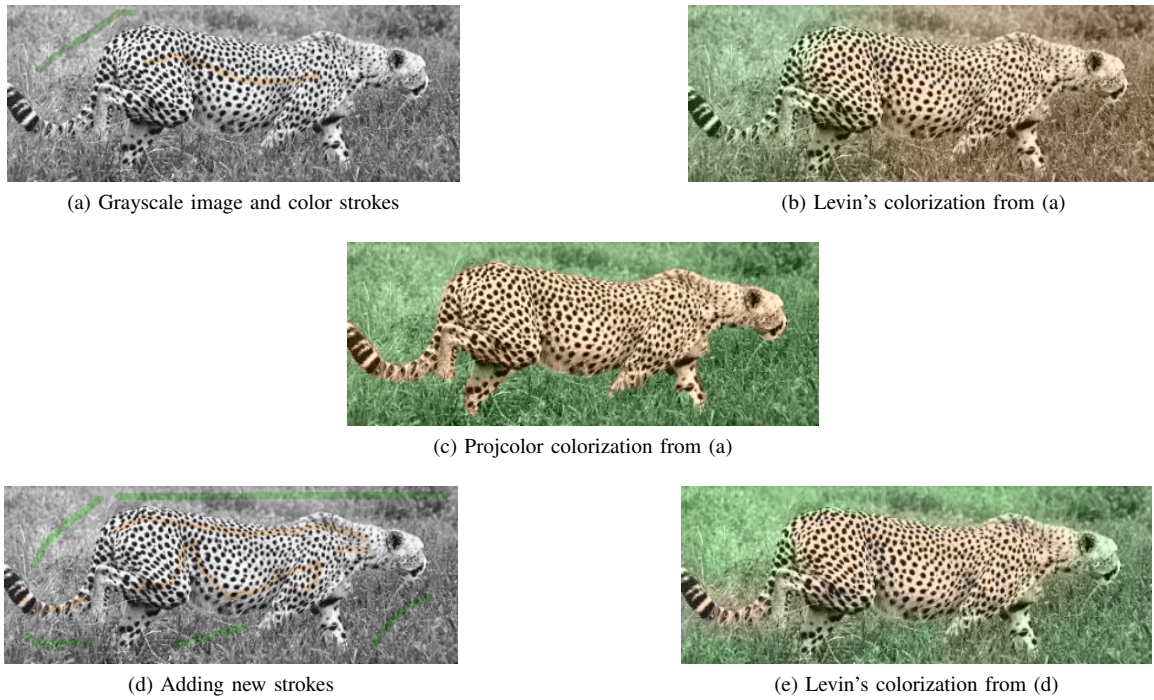 (a) Grayscale image and color strokes
(b) Levin's colorization from (a)
(c) Projcolor colorization from (a)
(d) Adding new strokes
(e) Levin's colorization from (d)